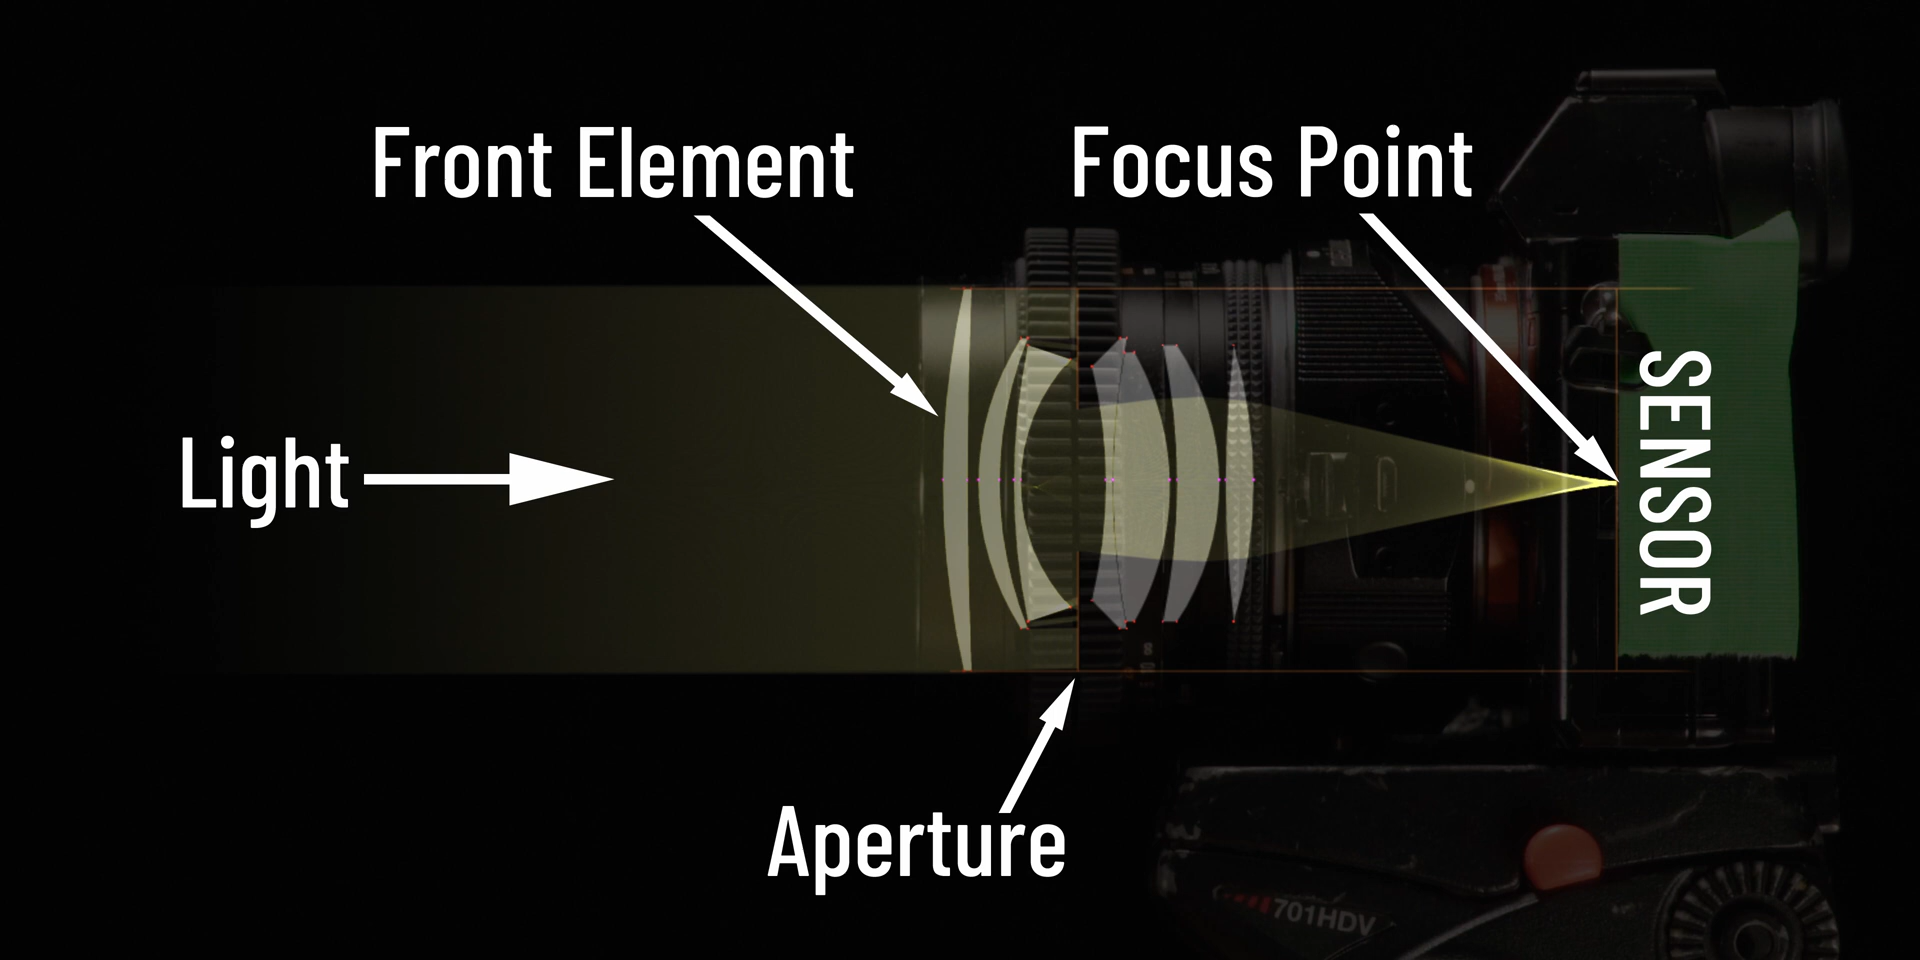 Front Element
Focus Point
Light
SENSOR
Aperture
701HDV